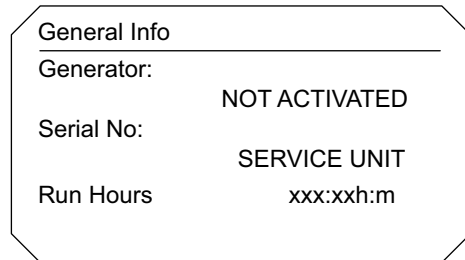 General Info
Generator:
NOT ACTIVATED
Serial No:
SERVICE UNIT
Run Hours xxx:xxh:m